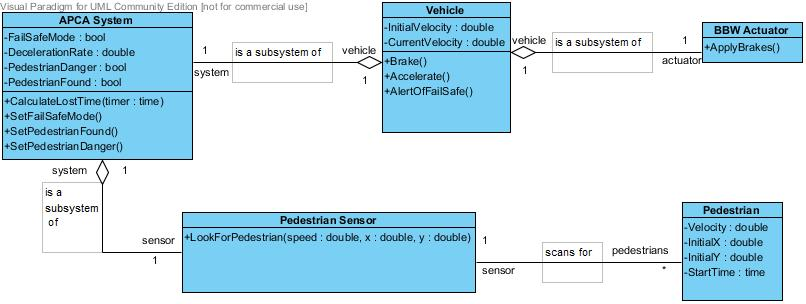 Visual Paradigm for UML Community Edition [not for commercial use]
APCA System
-FailSafeMode : bool
-DecelerationRate : double
-PedestrianDanger : bool
-PedestrianFound : bool
+CalculateLostTime(timer : time)
+SetFailSafeMode()
+SetPedestrianFound()
+SetPedestrianDanger()
1
system
is a subsystem of
vehicle
1
Vehicle
-InitialVelocity : double
-CurrentVelocity : double
+Brake()
+Accelerate()
+AlertOfFailSafe()
vehicle
1
is a subsystem of
1
actuator
BBW Actuator
+ApplyBrakes()
system
1
is a
subsystem
of
sensor
1
Pedestrian Sensor
+LookForPedestrian(speed : double, x : double, y : double)
1
sensor
scans for
pedestrians
*
Pedestrian
-Velocity : double
-InitialX : double
-InitialY : double
-StartTime : time